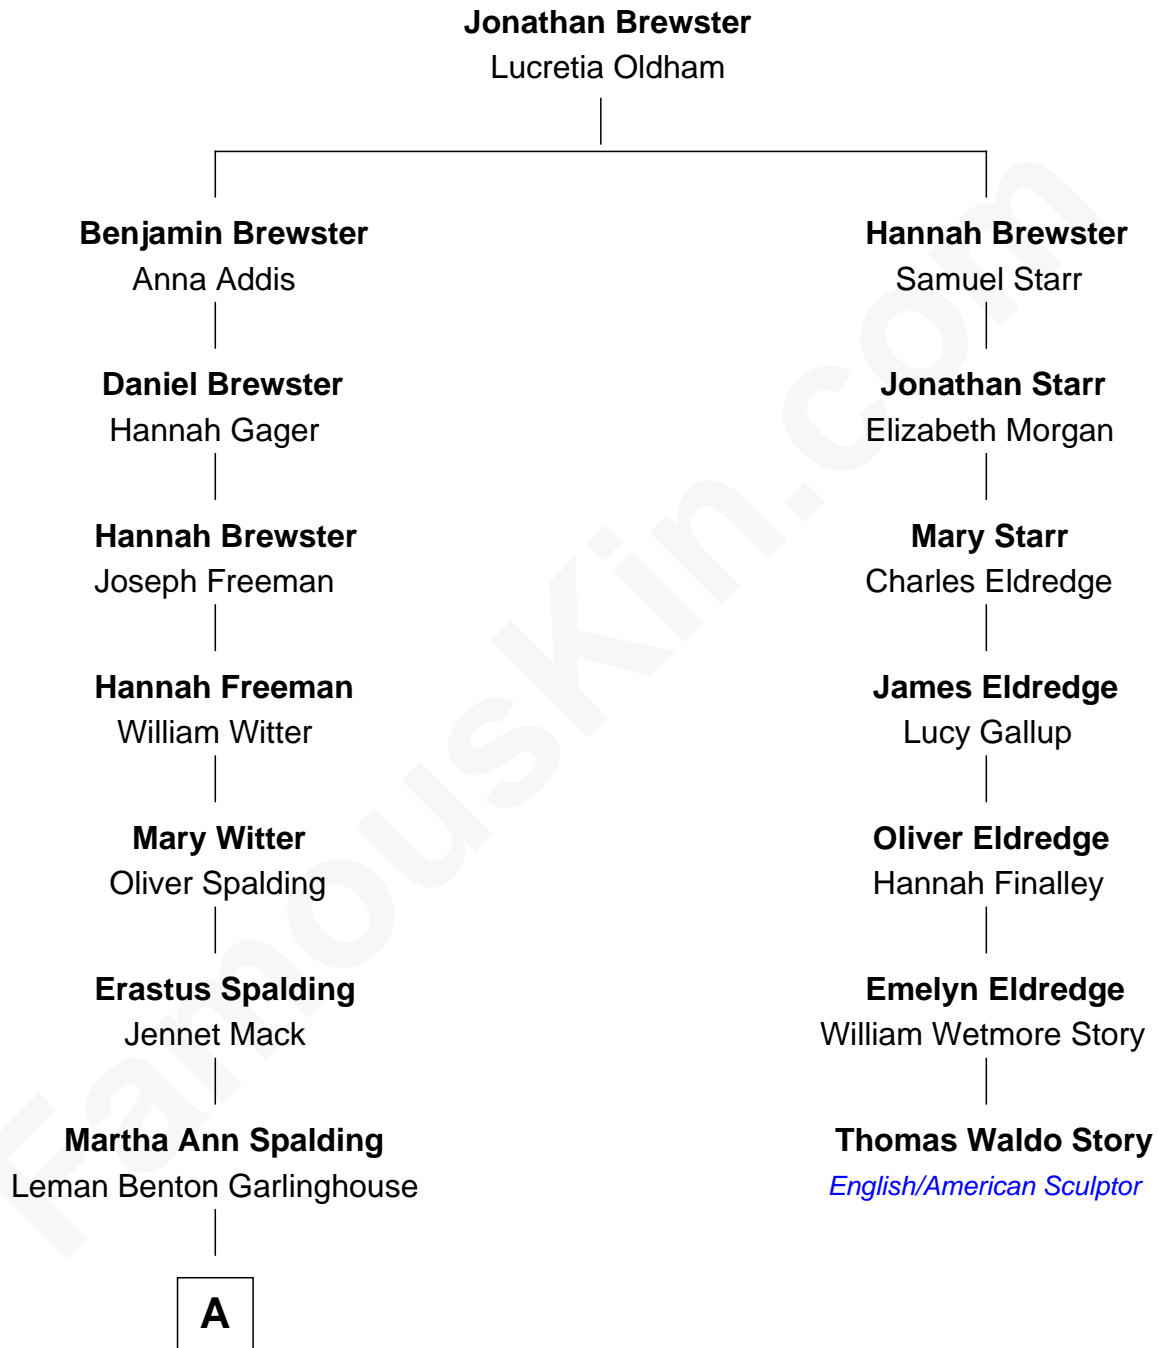 Jonathan Brewster
Lucretia Oldham
Benjamin Brewster
Anna Addis
Hannah Brewster
Samuel Starr
Daniel Brewster
Hannah Gager
Jonathan Starr
Elizabeth Morgan
Hannah Brewster
Joseph Freeman
Mary Starr
Charles Eldredge
Hannah Freeman
William Witter
James Eldredge
Lucy Gallup
Mary Witter
Oliver Spalding
Oliver Eldredge
Hannah Finalley
Erastus Spalding
Jennet Mack
Emelyn Eldredge
William Wetmore Story
Martha Ann Spalding
Leman Benton Garlinghouse
Thomas Waldo Story
English/American Sculptor
A
FamousKin.com